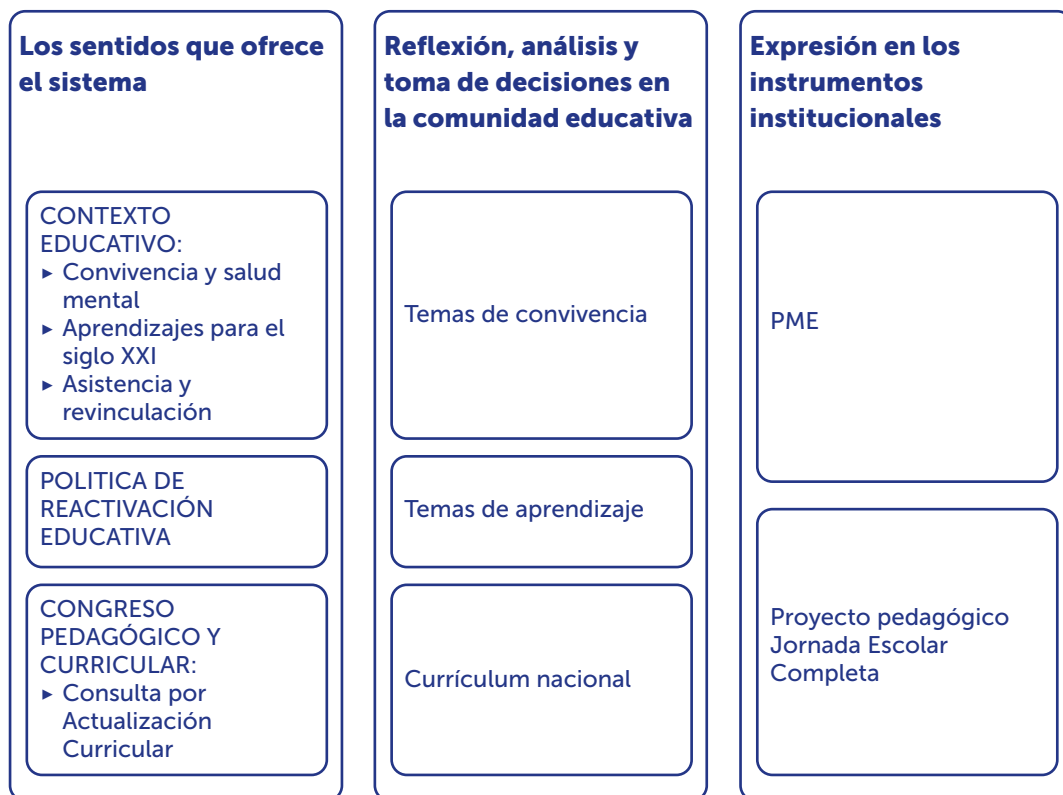 Los sentidos que ofrece
el sistema
CONTEXTO
EDUCATIVO:
▸ Convivencia y salud
mental
▸ Aprendizajes para el
siglo XXI
▸ Asistencia y
revinculación
POLITICA DE
REACTIVACIÓN
EDUCATIVA
CONGRESO
PEDAGÓGICO Y
CURRICULAR:
▸ Consulta por
Actualización
Curricular
Reflexión, análisis y
toma de decisiones en
la comunidad educativa
Temas de convivencia
Temas de aprendizaje
Currículum nacional
Expresión en los
instrumentos
institucionales
PME
Proyecto pedagógico
Jornada Escolar
Completa